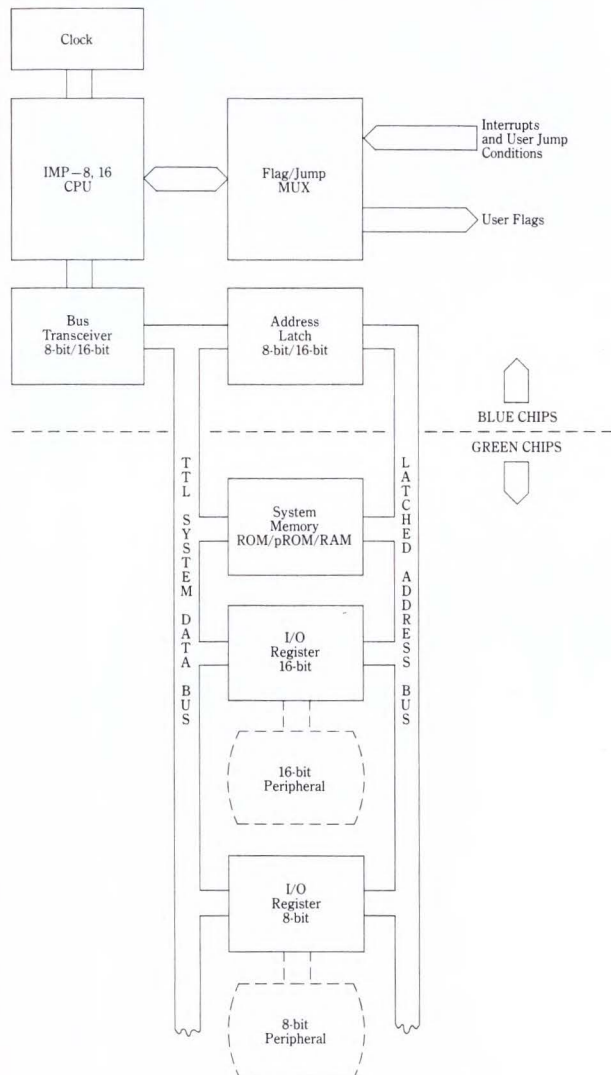 Clock
IMP–8, 16
CPU
Flag/Jump
MUX
Interrupts
and User Jump
Conditions
User Flags
Bus
Transceiver
8-bit/16-bit
Address
Latch
8-bit/16-bit
BLUE CHIPS
GREEN CHIPS
TTL SYSTEM DATA BUS
LATCHED ADDRESS BUS
System
Memory
ROM/pROM/RAM
I/O
Register
16-bit
16-bit
Peripheral
I/O
Register
8-bit
8-bit
Peripheral